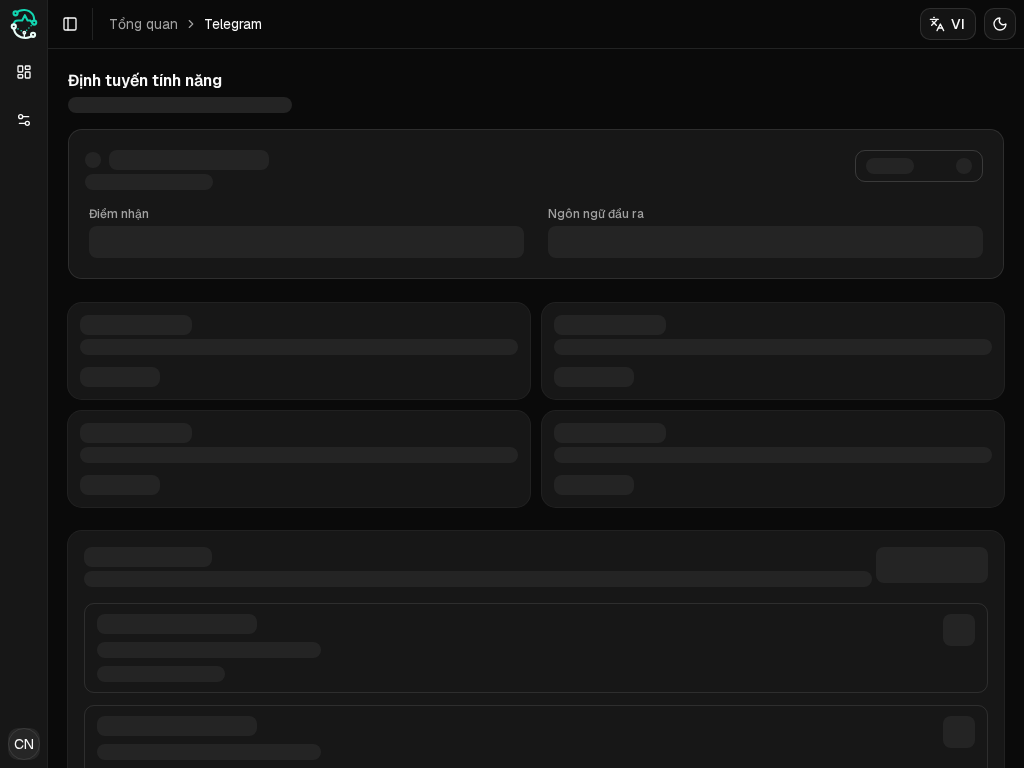 Tổng quan > Telegram
VI
Định tuyến tính năng
Điểm nhận
Ngôn ngữ đầu ra
CN